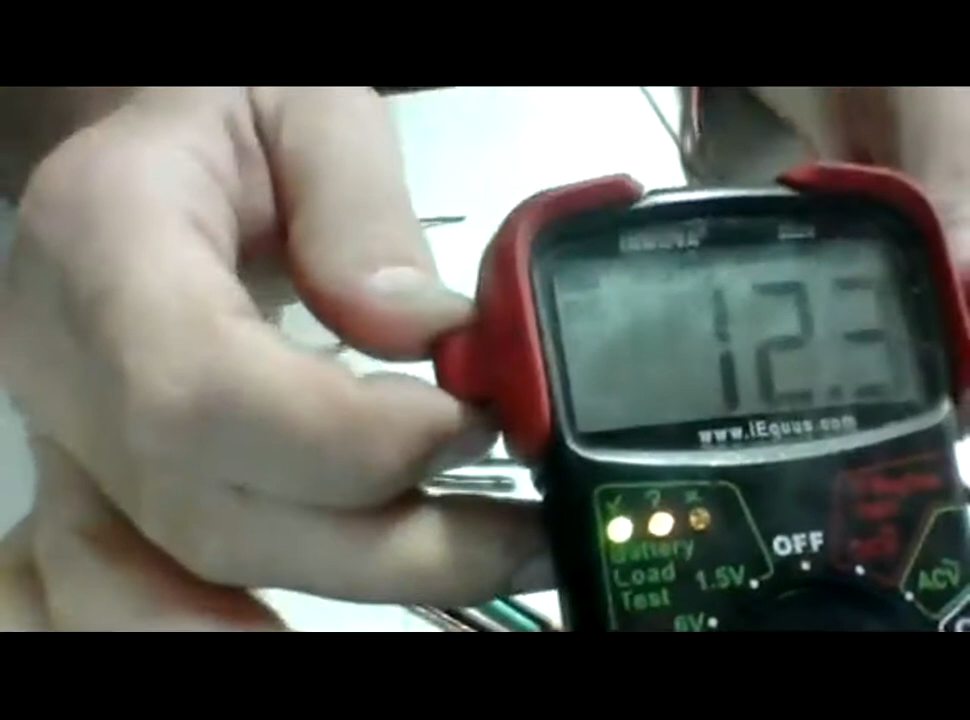 12.3
www.iEquus.com
OFF
Battery
Load
Test
1.5V
6V
ACV